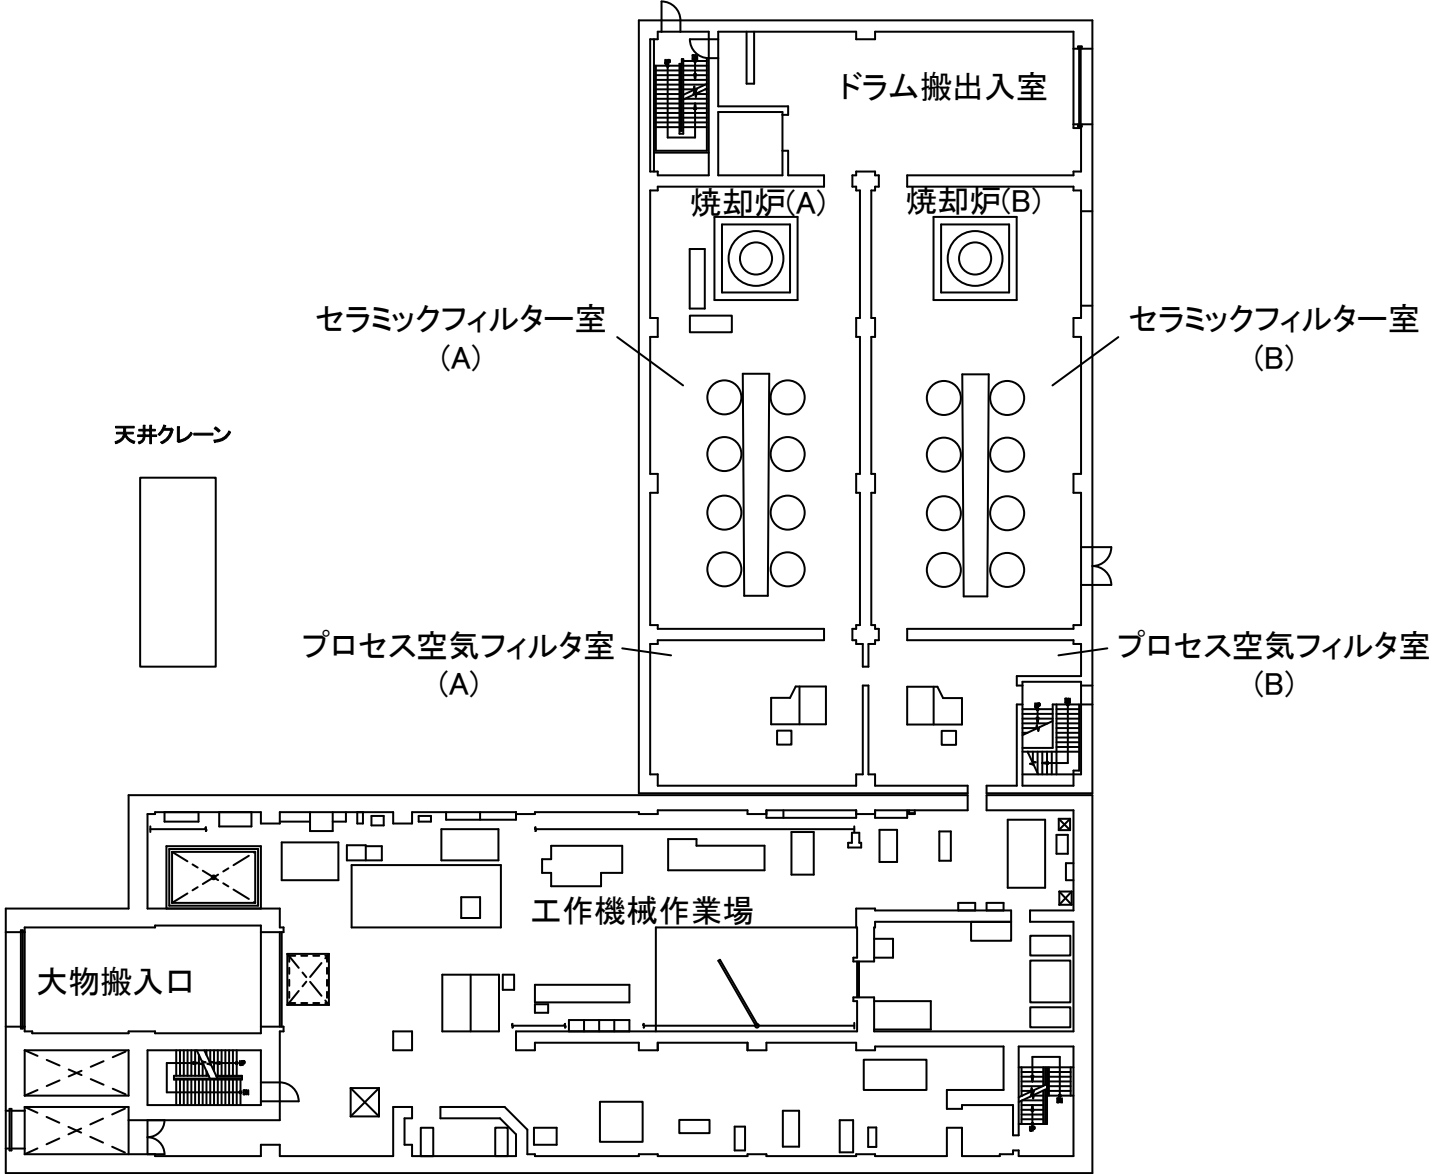 ドラム搬出入室
焼却炉(A)
焼却炉(B)
セラミックフィルター室
(A)
セラミックフィルター室
(B)
天井クレーン
プロセス空気フィルタ室
(A)
プロセス空気フィルタ室
(B)
工作機械作業場
大物搬入口